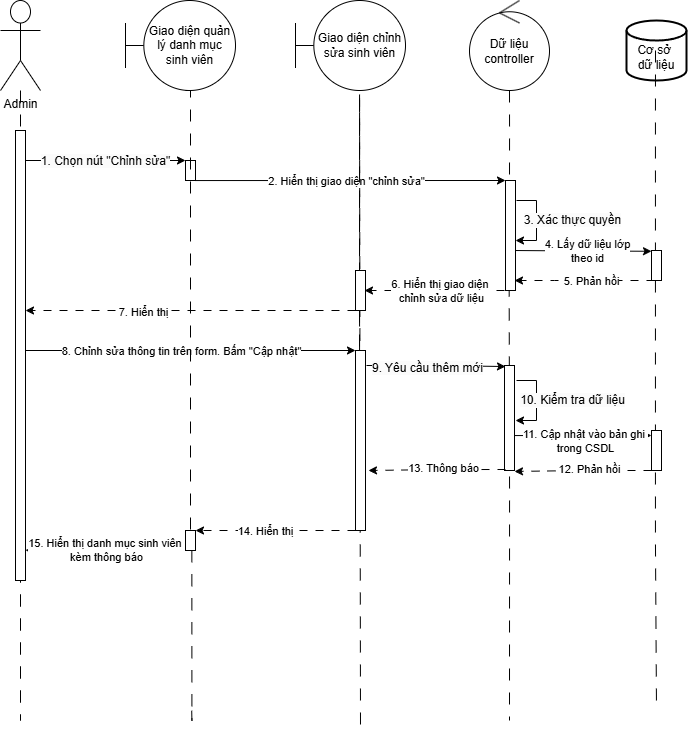 Giao diện quản
lý danh mục
sinh viên
Giao diện chỉnh
sửa sinh viên
Dữ liệu
controller
Cơ sở
dữ liệu
Admin
1. Chọn nút "Chỉnh sửa"
2. Hiển thị giao diện "chỉnh sửa"
3. Xác thực quyền
4. Lấy dữ liệu lớp
theo id
5. Phản hồi
6. Hiển thị giao diện
chỉnh sửa dữ liệu
7. Hiển thị
8. Chỉnh sửa thông tin trên form. Bấm "Cập nhật"
9. Yêu cầu thêm mới
10. Kiểm tra dữ liệu
11. Cập nhật vào bản ghi
trong CSDL
12. Phản hồi
13. Thông báo
14. Hiển thị
15. Hiển thị danh mục sinh viên
kèm thông báo